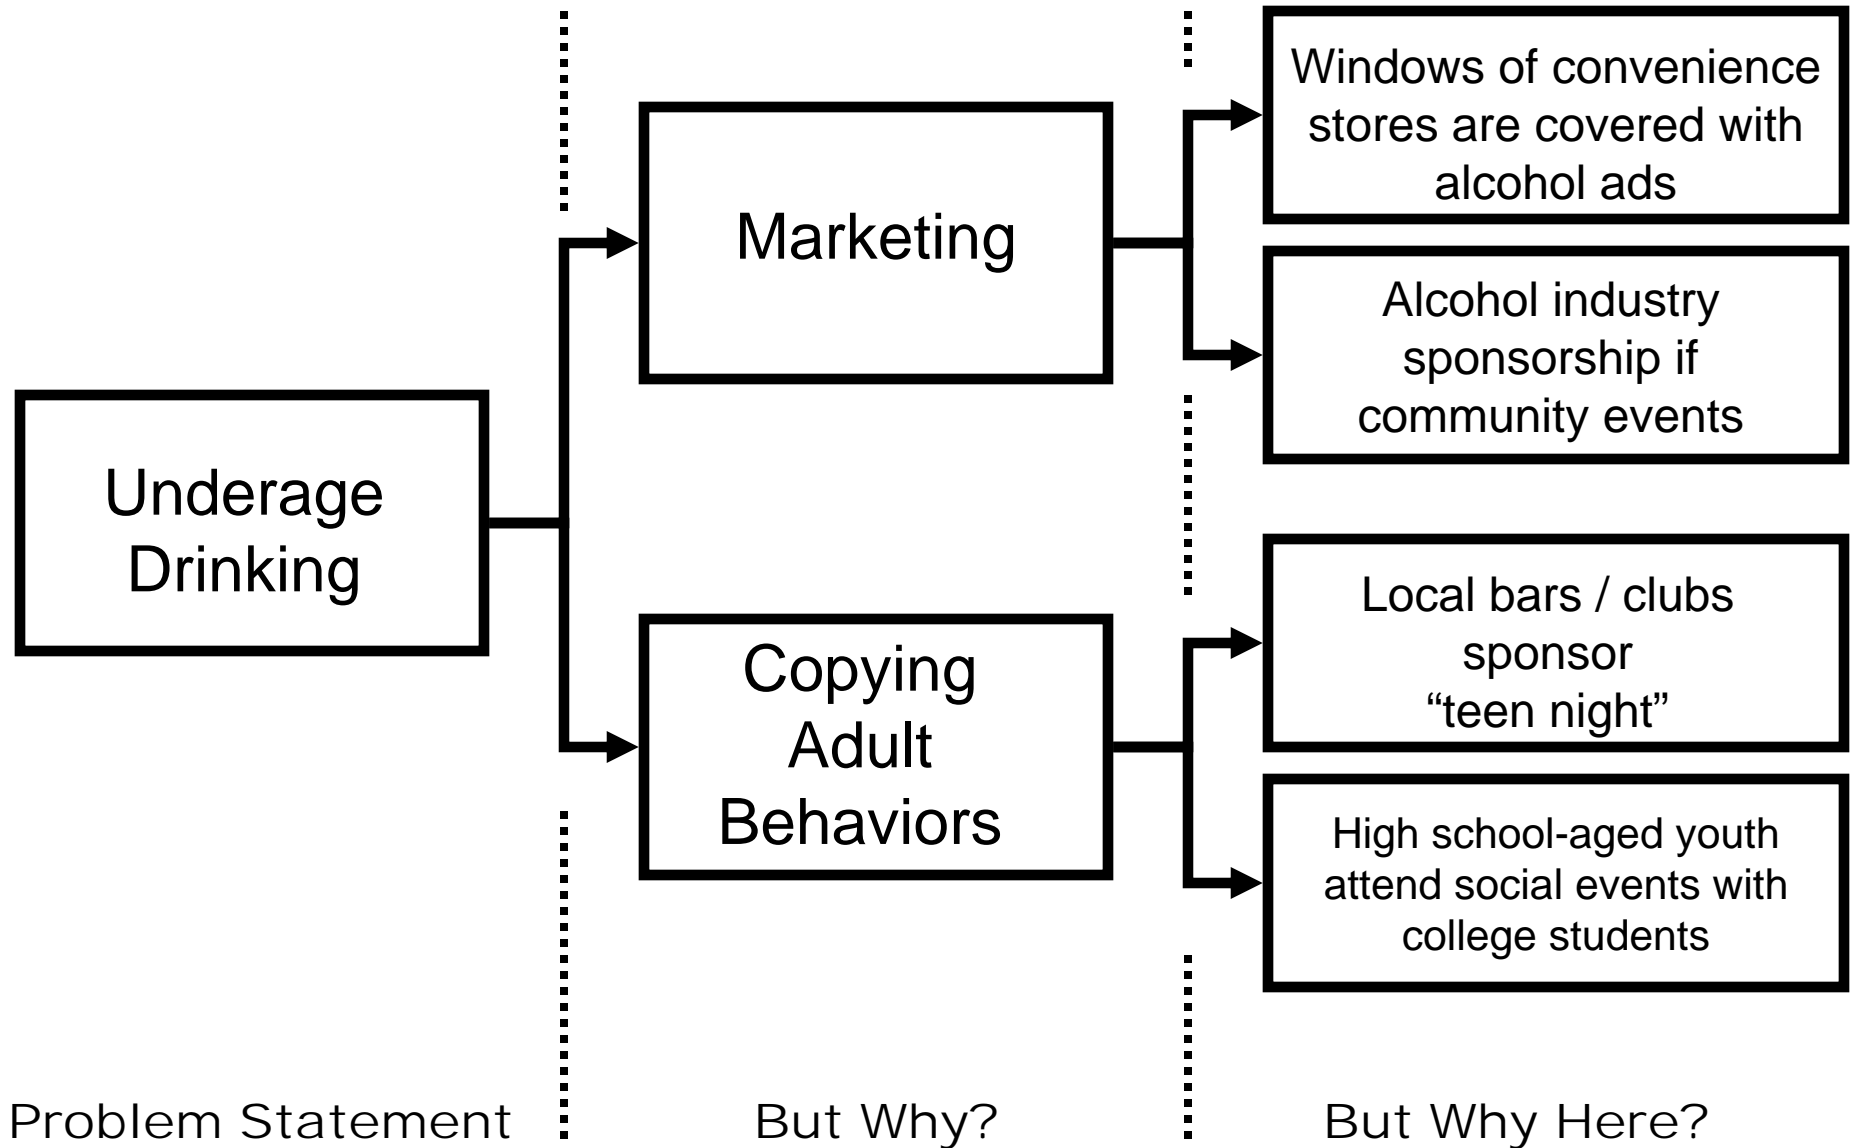 Underage
Drinking
Marketing
Copying
Adult
Behaviors
Windows of convenience
stores are covered with
alcohol ads
Alcohol industry
sponsorship if
community events
Local bars / clubs
sponsor
“teen night”
High school-aged youth
attend social events with
college students
Problem Statement
But Why?
But Why Here?